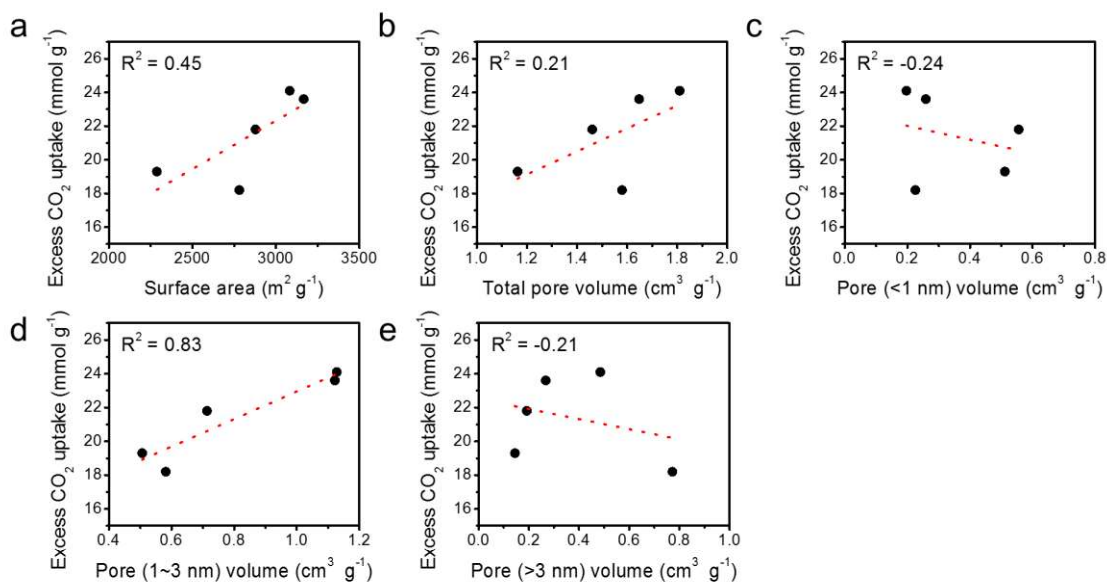 a
R² = 0.45
Excess CO₂ uptake (mmol g⁻¹)
26
24
22
20
18
16
2000
2500
3000
3500
Surface area (m² g⁻¹)
b
R² = 0.21
Excess CO₂ uptake (mmol g⁻¹)
26
24
22
20
18
16
1.0
1.2
1.4
1.6
1.8
2.0
Total pore volume (cm³ g⁻¹)
c
R² = -0.24
Excess CO₂ uptake (mmol g⁻¹)
26
24
22
20
18
16
0.0
0.2
0.4
0.6
0.8
Pore (<1 nm) volume (cm³ g⁻¹)
d
R² = 0.83
Excess CO₂ uptake (mmol g⁻¹)
26
24
22
20
18
16
0.4
0.6
0.8
1.0
1.2
Pore (1~3 nm) volume (cm³ g⁻¹)
e
R² = -0.21
Excess CO₂ uptake (mmol g⁻¹)
26
24
22
20
18
16
0.0
0.2
0.4
0.6
0.8
1.0
Pore (>3 nm) volume (cm³ g⁻¹)